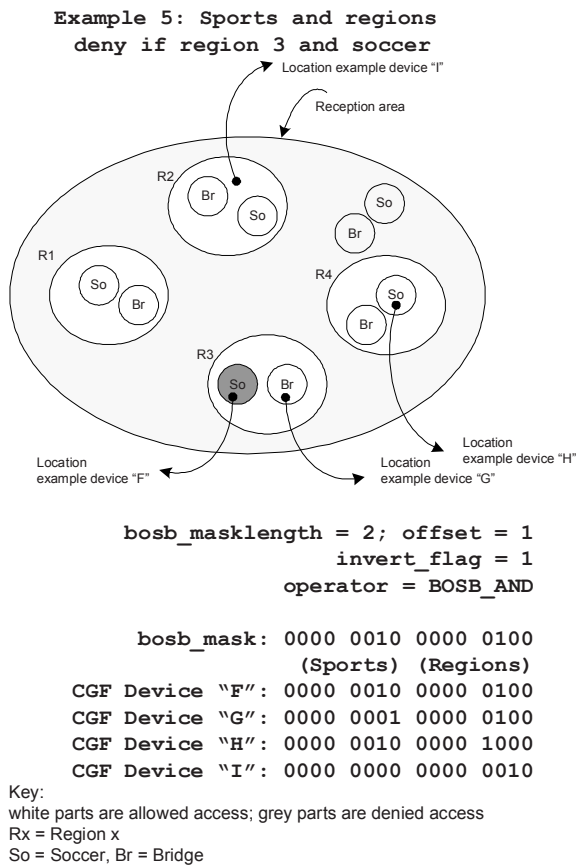 Example 5: Sports and regions
deny if region 3 and soccer
Location example device “I”
Reception area
R2
Br
So
So
Br
R1
So
Br
R4
So
Br
R3
So
Br
Location
example device “F”
Location
example device “G”
Location
example device “H”
bosb_masklength = 2; offset = 1
invert_flag = 1
operator = BOSB_AND
bosb_mask: 0000 0010 0000 0100
(Sports) (Regions)
CGF Device “F”: 0000 0010 0000 0100
CGF Device “G”: 0000 0001 0000 0100
CGF Device “H”: 0000 0010 0000 1000
CGF Device “I”: 0000 0000 0000 0010
Key:
white parts are allowed access; grey parts are denied access
Rx = Region x
So = Soccer, Br = Bridge